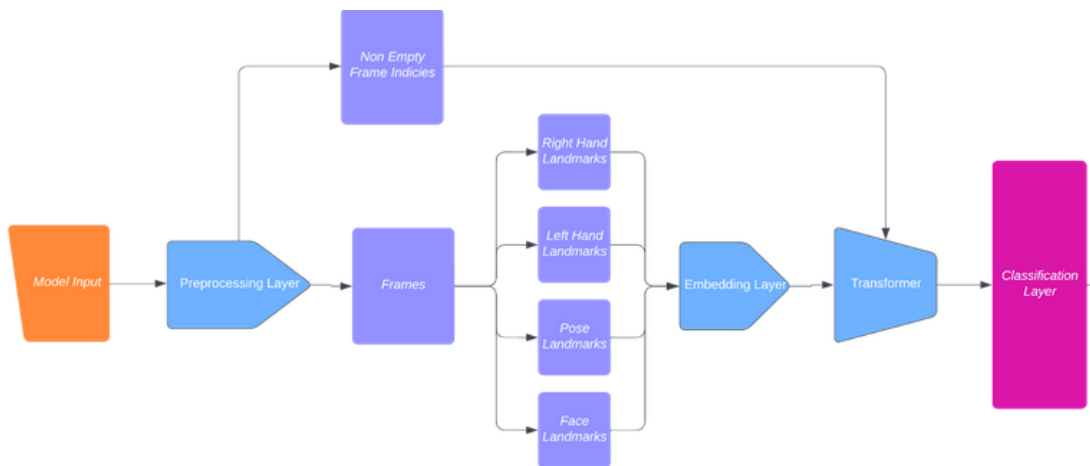 Non Empty
Frame Indicies
Right Hand
Landmarks
Left Hand
Landmarks
Model Input
Preprocessing Layer
Frames
Embedding Layer
Transformer
Classification
Layer
Pose
Landmarks
Face
Landmarks